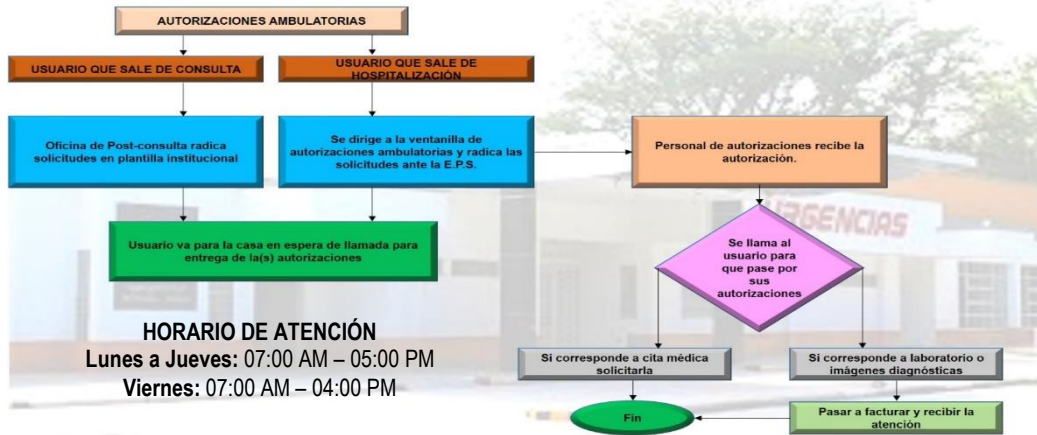 AUTORIZACIONES AMBULATORIAS
USUARIO QUE SALE DE CONSULTA
USUARIO QUE SALE DE
HOSPITALIZACIÓN
Oficina de Post-consulta radica
solicitudes en plantilla institucional
Se dirige a la ventanilla de
autorizaciones ambulatorias y radica las
solicitudes ante la E.P.S.
Personal de autorizaciones recibe la
autorización.
URGENCIAS
Usuario va para la casa en espera de llamada para
entrega de la(s) autorizaciones
Se llama al
usuario para
que pase por
sus
autorizaciones
HORARIO DE ATENCIÓN
Lunes a Jueves: 07:00 AM – 05:00 PM
Viernes: 07:00 AM – 04:00 PM
Si corresponde a cita médica
solicitarla
Si corresponde a laboratorio o
imágenes diagnósticas
Fin
Pasar a facturar y recibir la
atención